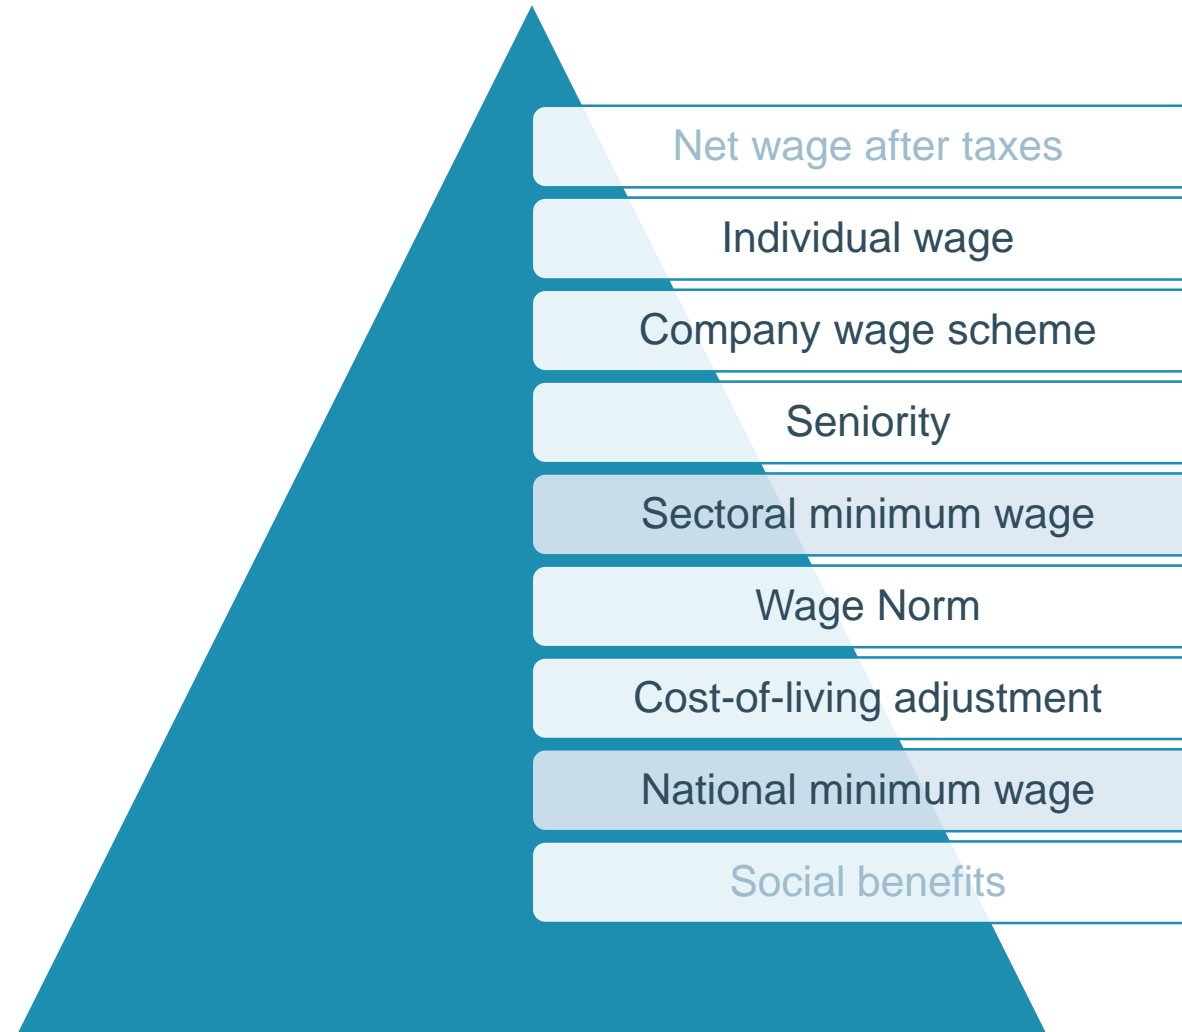 Net wage after taxes
Individual wage
Company wage scheme
Seniority
Sectoral minimum wage
Wage Norm
Cost-of-living adjustment
National minimum wage
Social benefits